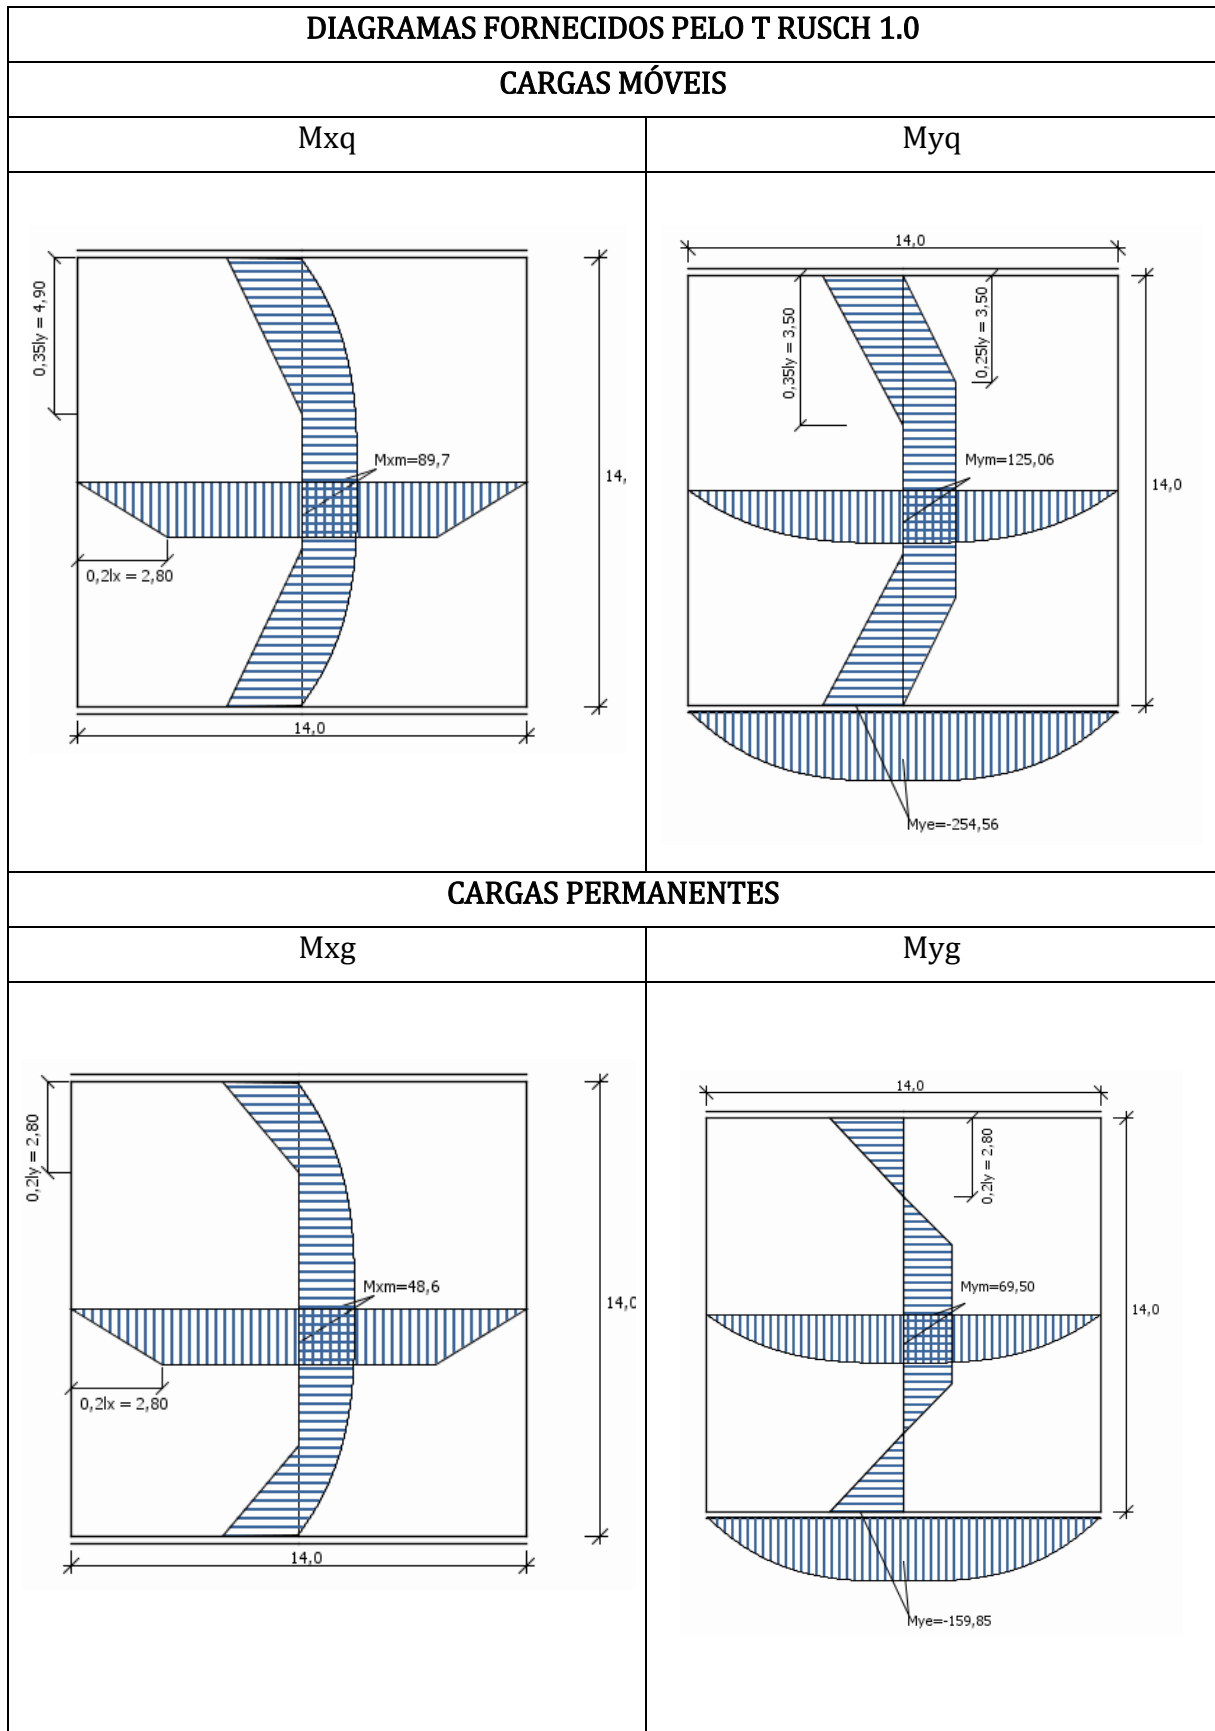 DIAGRAMAS FORNECIDOS PELO T RUSCH 1.0
CARGAS MÓVEIS
Mxq
Myq
0,35ly = 4,90
Mxm=89,7
14,
0,2lx = 2,80
14,0
14,0
0,35ly = 3,50
0,25ly = 3,50
Mym=125,06
14,0
Mye=-254,56
CARGAS PERMANENTES
Mxg
Myg
0,2ly = 2,80
Mxm=48,6
14,0
0,2lx = 2,80
14,0
14,0
0,2ly = 2,80
Mym=69,50
14,0
Mye=-159,85